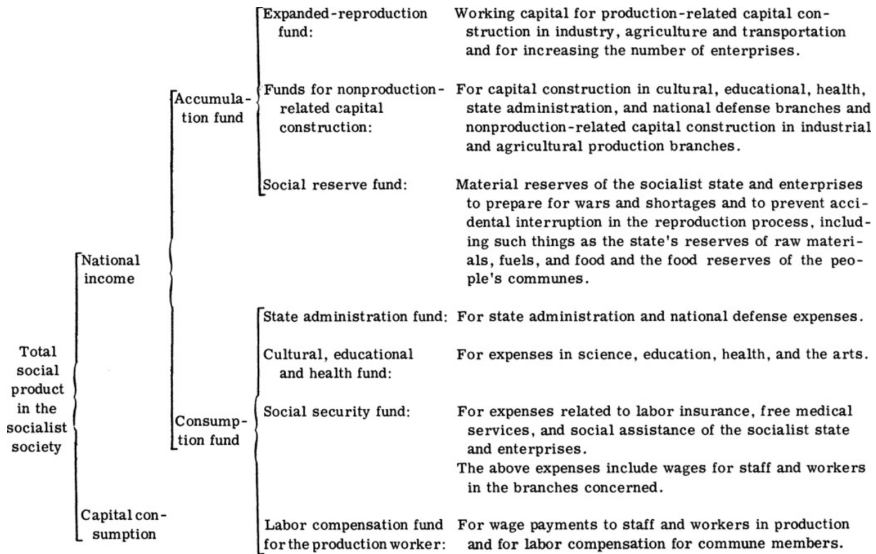 Expanded-reproduction fund: Working capital for production-related capital con-
struction in industry, agriculture and transportation
and for increasing the number of enterprises.
Accumula-
tion fund
Funds for nonproduction-
related capital
construction:
For capital construction in cultural, educational, health,
state administration, and national defense branches and
nonproduction-related capital construction in industrial
and agricultural production branches.
Social reserve fund:
Material reserves of the socialist state and enterprises
to prepare for wars and shortages and to prevent acci-
dental interruption in the reproduction process, includ-
ing such things as the state's reserves of raw materi-
als, fuels, and food and the food reserves of the peo-
ple's communes.
National
income
State administration fund: For state administration and national defense expenses.
Total
social
product
in the
socialist
society
Cultural, educational
and health fund:
For expenses in science, education, health, and the arts.
Consump-
tion fund
Social security fund:
For expenses related to labor insurance, free medical
services, and social assistance of the socialist state
and enterprises.
The above expenses include wages for staff and workers
in the branches concerned.
Capital con-
sumption
Labor compensation fund
for the production worker:
For wage payments to staff and workers in production
and for labor compensation for commune members.